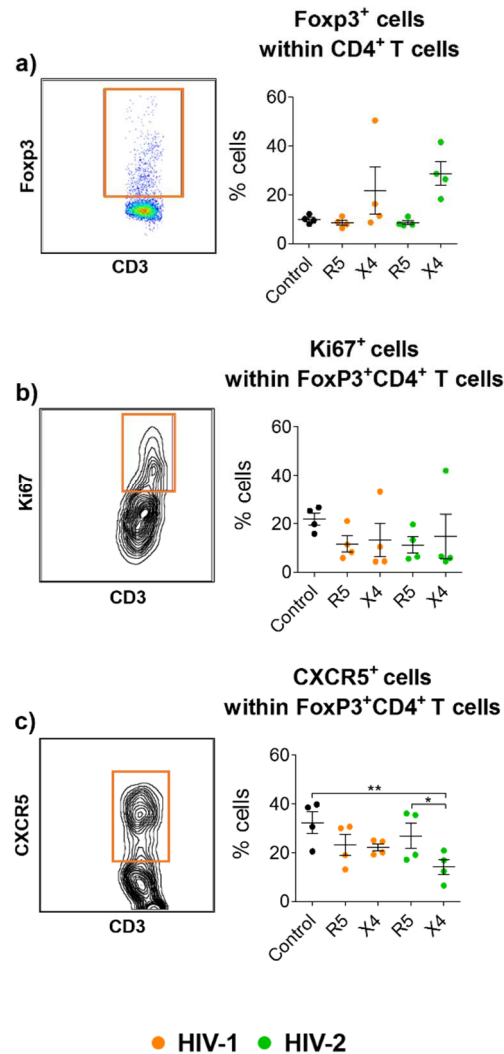 Foxp3⁺ cells
within CD4⁺ T cells
a)
Foxp3
CD3
% cells
60
40
20
0
Control
R5
X4
R5
X4
Ki67⁺ cells
within FoxP3⁺CD4⁺ T cells
b)
Ki67
CD3
% cells
60
40
20
0
Control
R5
X4
R5
X4
CXCR5⁺ cells
within FoxP3⁺CD4⁺ T cells
c)
CXCR5
CD3
% cells
60
40
20
0
**
*
Control
R5
X4
R5
X4
HIV-1 HIV-2